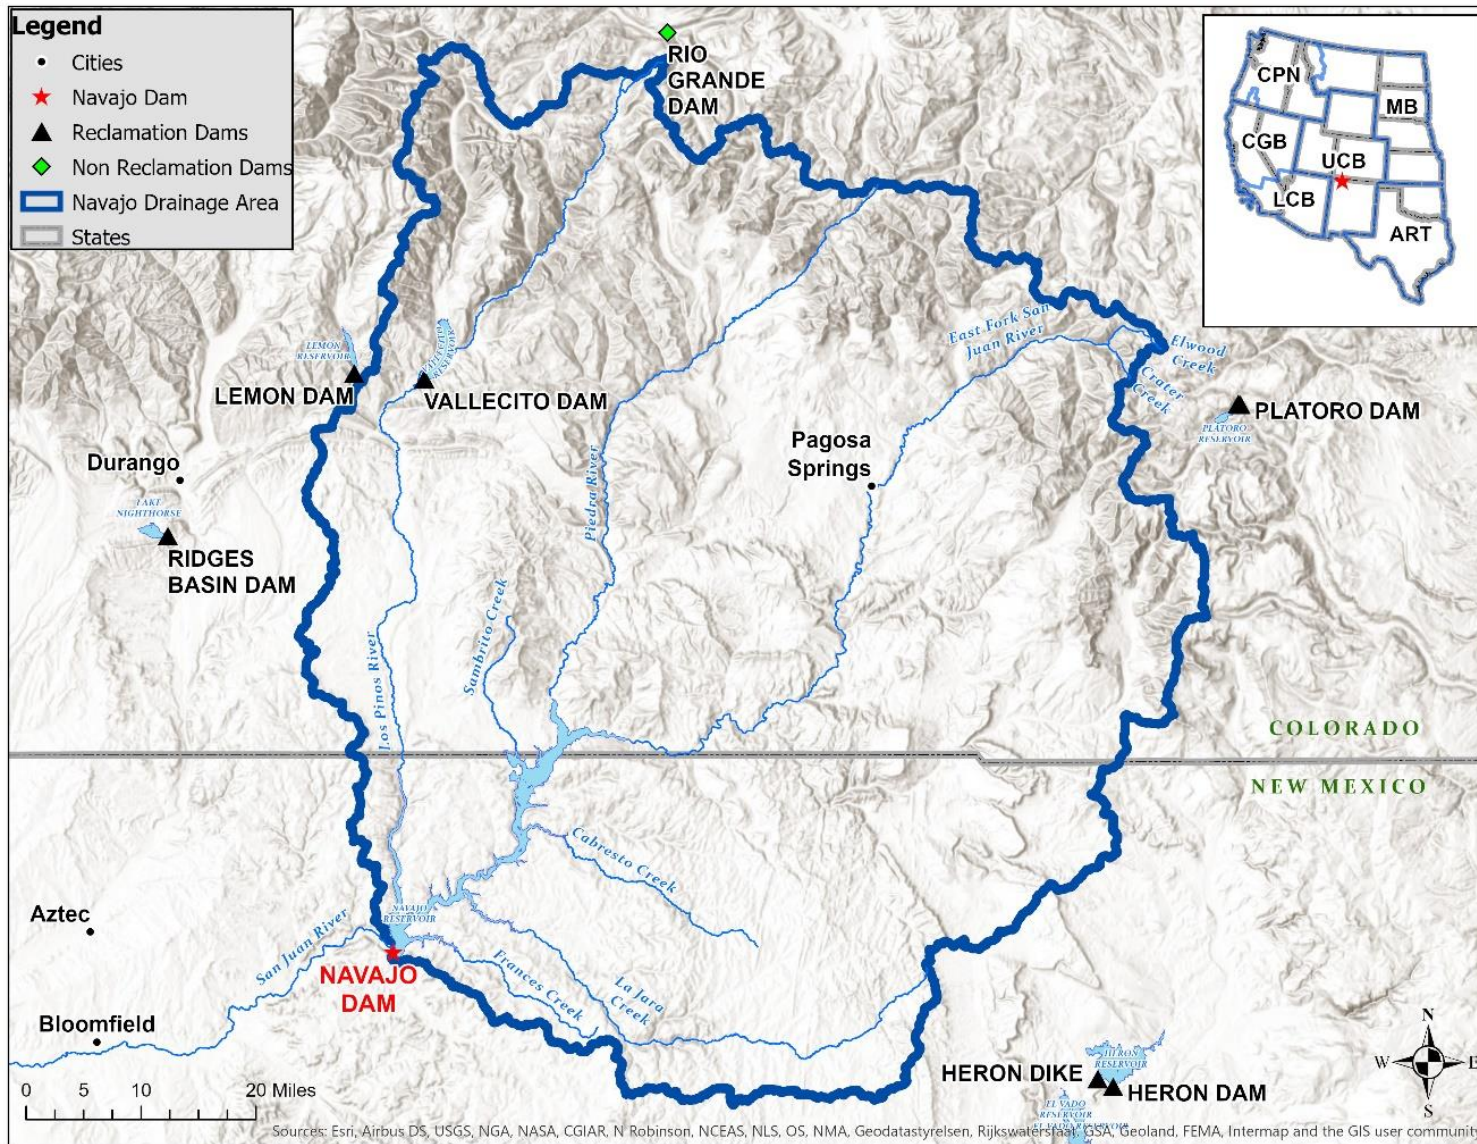 Legend
Cities
Navajo Dam
Reclamation Dams
Non Reclamation Dams
Navajo Drainage Area
States
RIO
GRANDE
DAM
CPN
MB
CGB
UCB
LCB
ART
East Fork San
Juan River
Elwood
Creek
Crater
Creek
LEMON
RESERVOIR
VALLECITO
RESERVOIR
LEMON DAM
VALLECITO DAM
PLATORO DAM
PLATORO
RESERVOIR
Pagosa
Springs
Durango
LAKE
NIGHTHORSE
RIDGES
BASIN DAM
Piedra River
Sambrito Creek
Los Pinos River
COLORADO
NEW MEXICO
Cabresto Creek
Aztec
NAVAJO
RESERVOIR
San Juan River
NAVAJO
DAM
Frances Creek
La Jara
Creek
Bloomfield
HERON
RESERVOIR
HERON DIKE
HERON DAM
EL VADO
RESERVOIR
N
W
E
S
0 5 10 20 Miles
Sources: Esri, Airbus DS, USGS, NGA, NASA, CGIAR, N Robinson, NCEAS, NLS, OS, NMA, Geodatastyrelsen, Rijkswaterstaat, GSA, Geoland, FEMA, Intermap and the GIS user communit